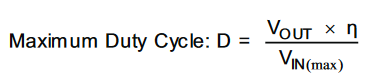 Maximum Duty Cycle: D = V_OUT × η / V_IN(max)